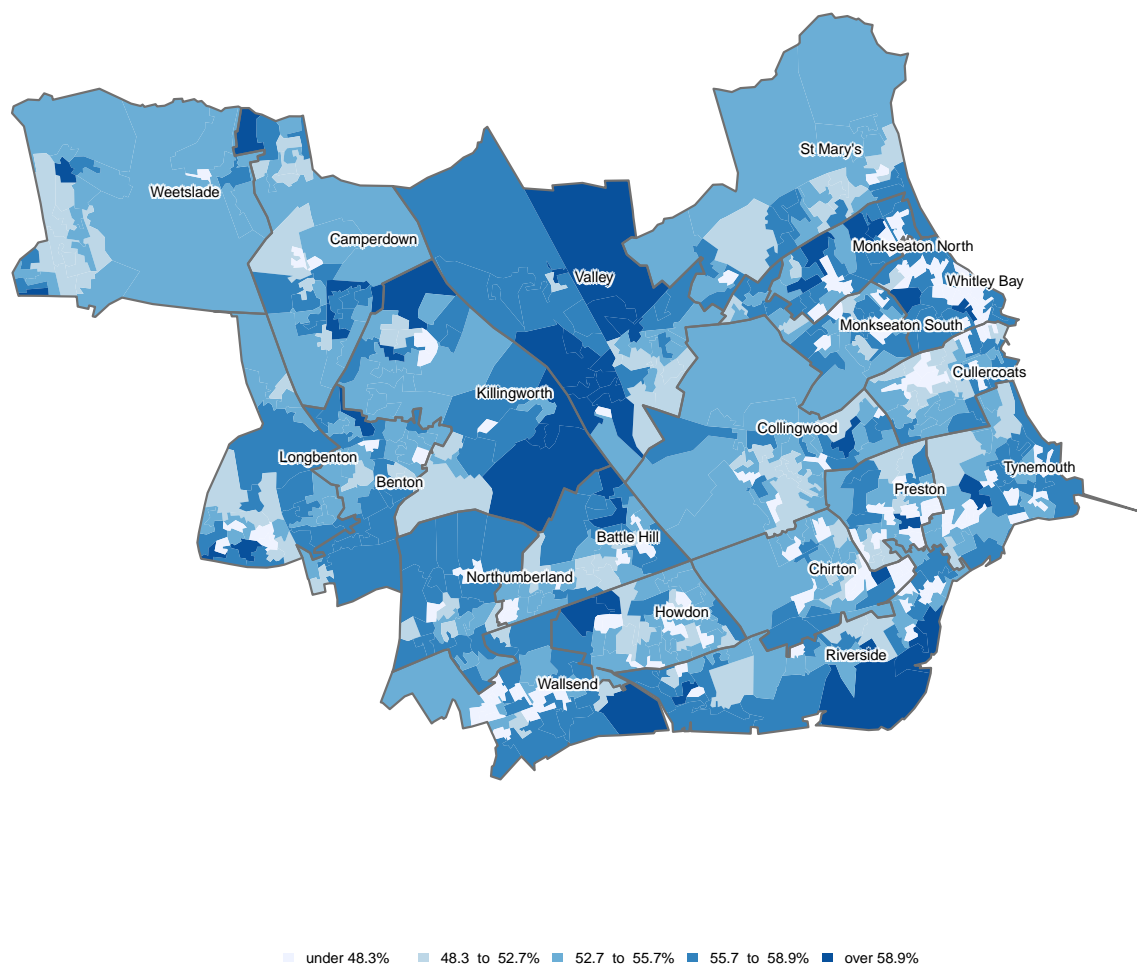 St Mary's
Weetslade
Camperdown
Monkseaton North
Valley
Whitley Bay
Monkseaton South
Cullercoats
Killingworth
Collingwood
Longbenton
Tynemouth
Benton
Preston
Battle Hill
Chirton
Northumberland
Howdon
Riverside
Wallsend
under 48.3% 48.3 to 52.7% 52.7 to 55.7% 55.7 to 58.9% over 58.9%